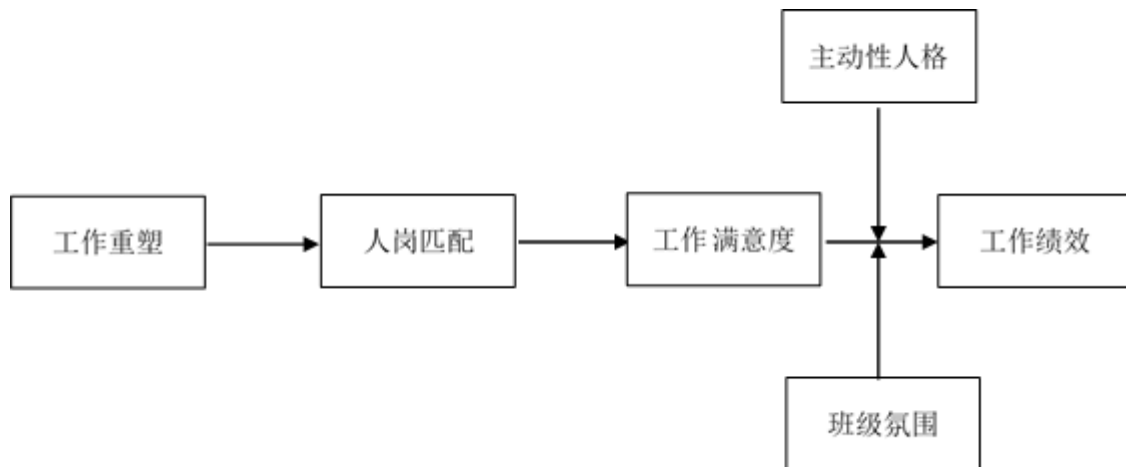 主动性人格
工作重塑
人岗匹配
工作满意度
工作绩效
班级氛围